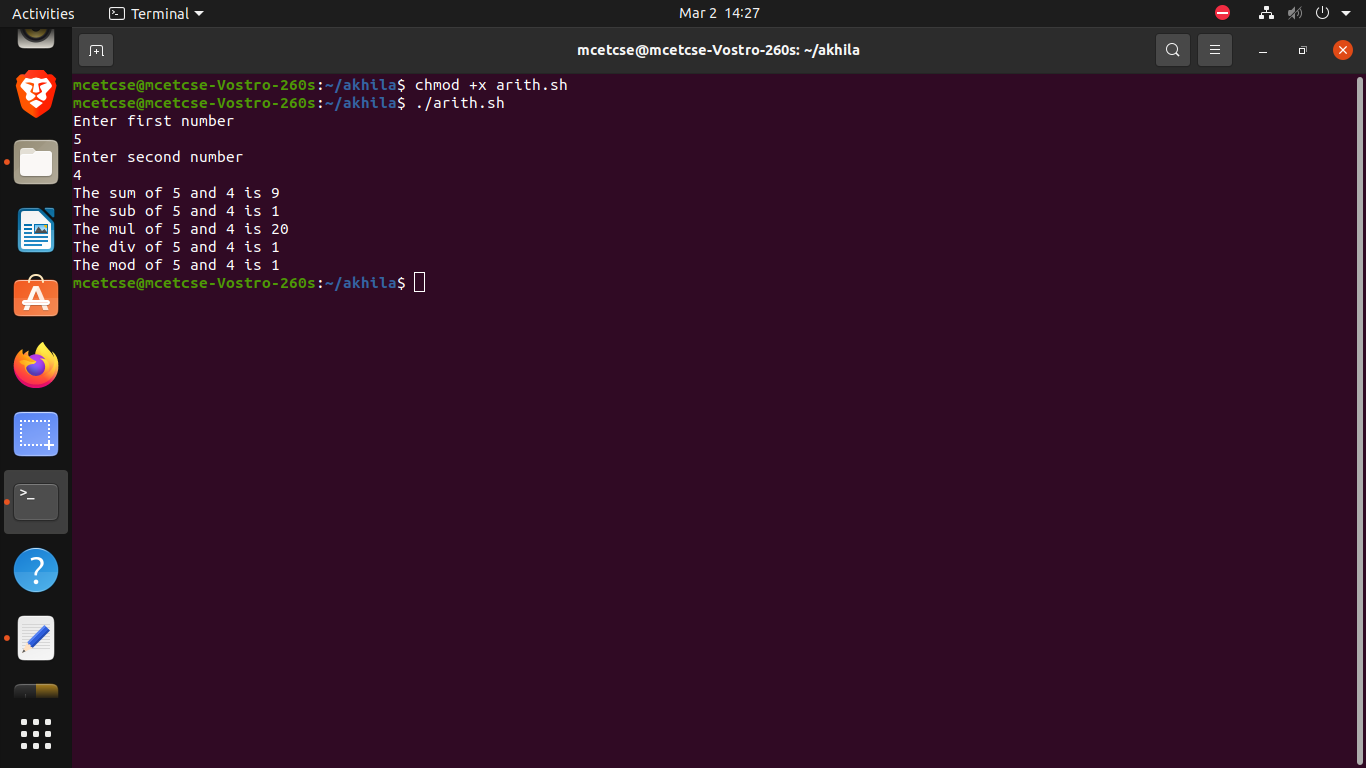 Activities
Terminal
Mar 2 14:27
mcetcse@mcetcse-Vostro-260s: ~/akhila
mcetcse@mcetcse-Vostro-260s:~/akhila$ chmod +x arith.sh
mcetcse@mcetcse-Vostro-260s:~/akhila$ ./arith.sh
Enter first number
5
Enter second number
4
The sum of 5 and 4 is 9
The sub of 5 and 4 is 1
The mul of 5 and 4 is 20
The div of 5 and 4 is 1
The mod of 5 and 4 is 1
mcetcse@mcetcse-Vostro-260s:~/akhila$